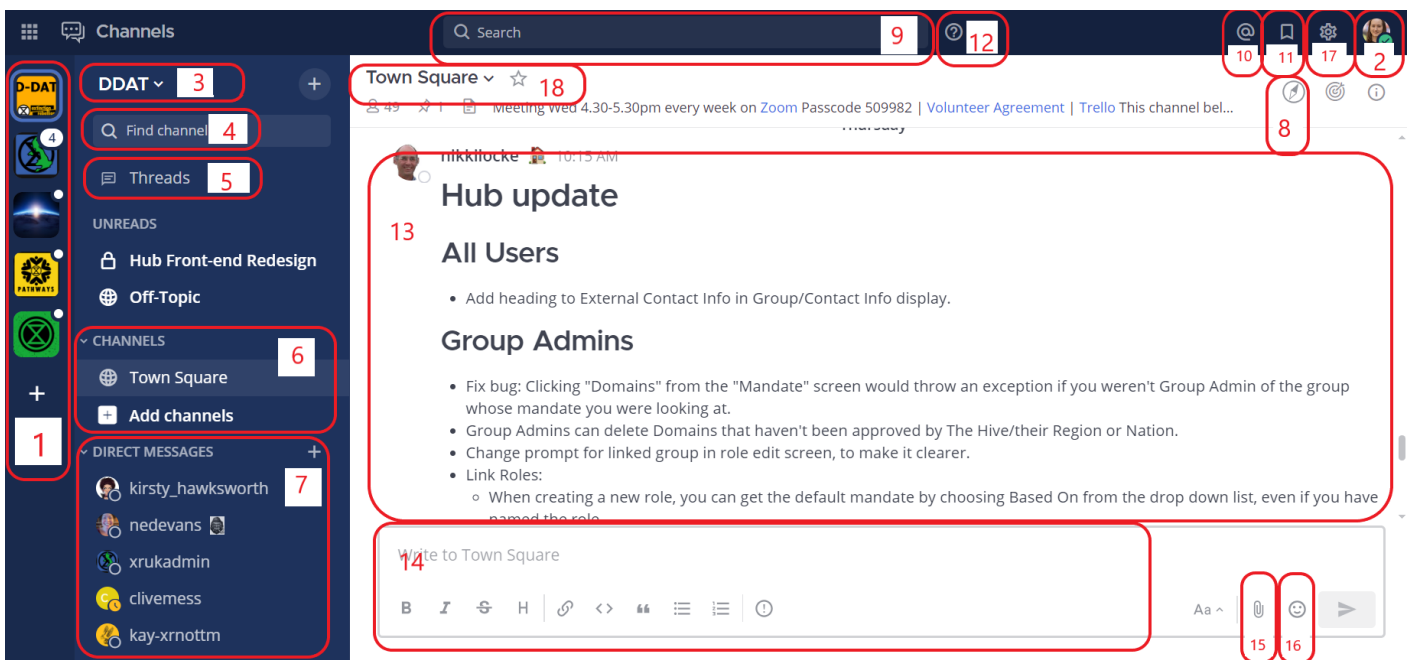 Channels
Search
9
12
10
11
17
2
D-DAT
DDAT
3
+
Town Square
18
49
1
Meeting Wed 4.30-5.30pm every week on Zoom Passcode 509982 | Volunteer Agreement | Trello This channel bel...
8
Find channel
4
4
Threads
5
Thursday
nikkilocke 10:15 AM
Hub update
13
UNREADS
Hub Front-end Redesign
Off-Topic
All Users
• Add heading to External Contact Info in Group/Contact Info display.
PATHWAYS
CHANNELS
6
Town Square
+ Add channels
Group Admins
• Fix bug: Clicking "Domains" from the "Mandate" screen would throw an exception if you weren't Group Admin of the group
whose mandate you were looking at.
• Group Admins can delete Domains that haven't been approved by The Hive/their Region or Nation.
• Change prompt for linked group in role edit screen, to make it clearer.
• Link Roles:
◦ When creating a new role, you can get the default mandate by choosing Based On from the drop down list, even if you have
named the role
+
1
DIRECT MESSAGES
+
7
kirsty_hawksworth
nedevans
xrukadmin
clivemess
kay-xrnottm
Write to Town Square
14
B I S H
Aa
15
16